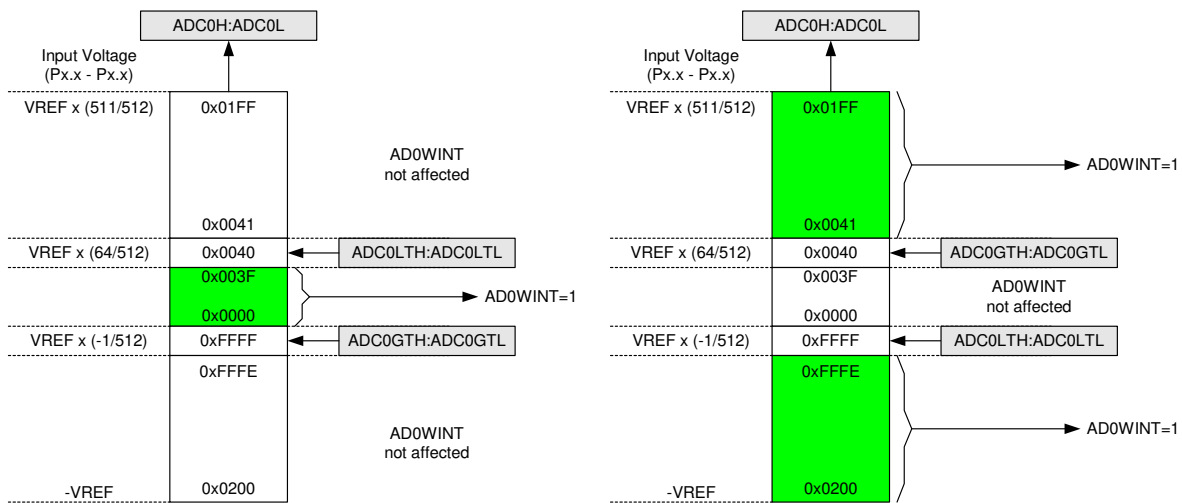 ADC0H:ADC0L
Input Voltage
(Px.x - Px.x)
VREF x (511/512)
0x01FF
AD0WINT
not affected
0x0041
VREF x (64/512)
0x0040
ADC0LTH:ADC0LTL
0x003F
AD0WINT=1
0x0000
VREF x (-1/512)
0xFFFF
ADC0GTH:ADC0GTL
0xFFFE
AD0WINT
not affected
-VREF
0x0200
ADC0H:ADC0L
Input Voltage
(Px.x - Px.x)
VREF x (511/512)
0x01FF
AD0WINT=1
0x0041
VREF x (64/512)
0x0040
ADC0GTH:ADC0GTL
0x003F
AD0WINT
not affected
0x0000
VREF x (-1/512)
0xFFFF
ADC0LTH:ADC0LTL
0xFFFE
AD0WINT=1
-VREF
0x0200